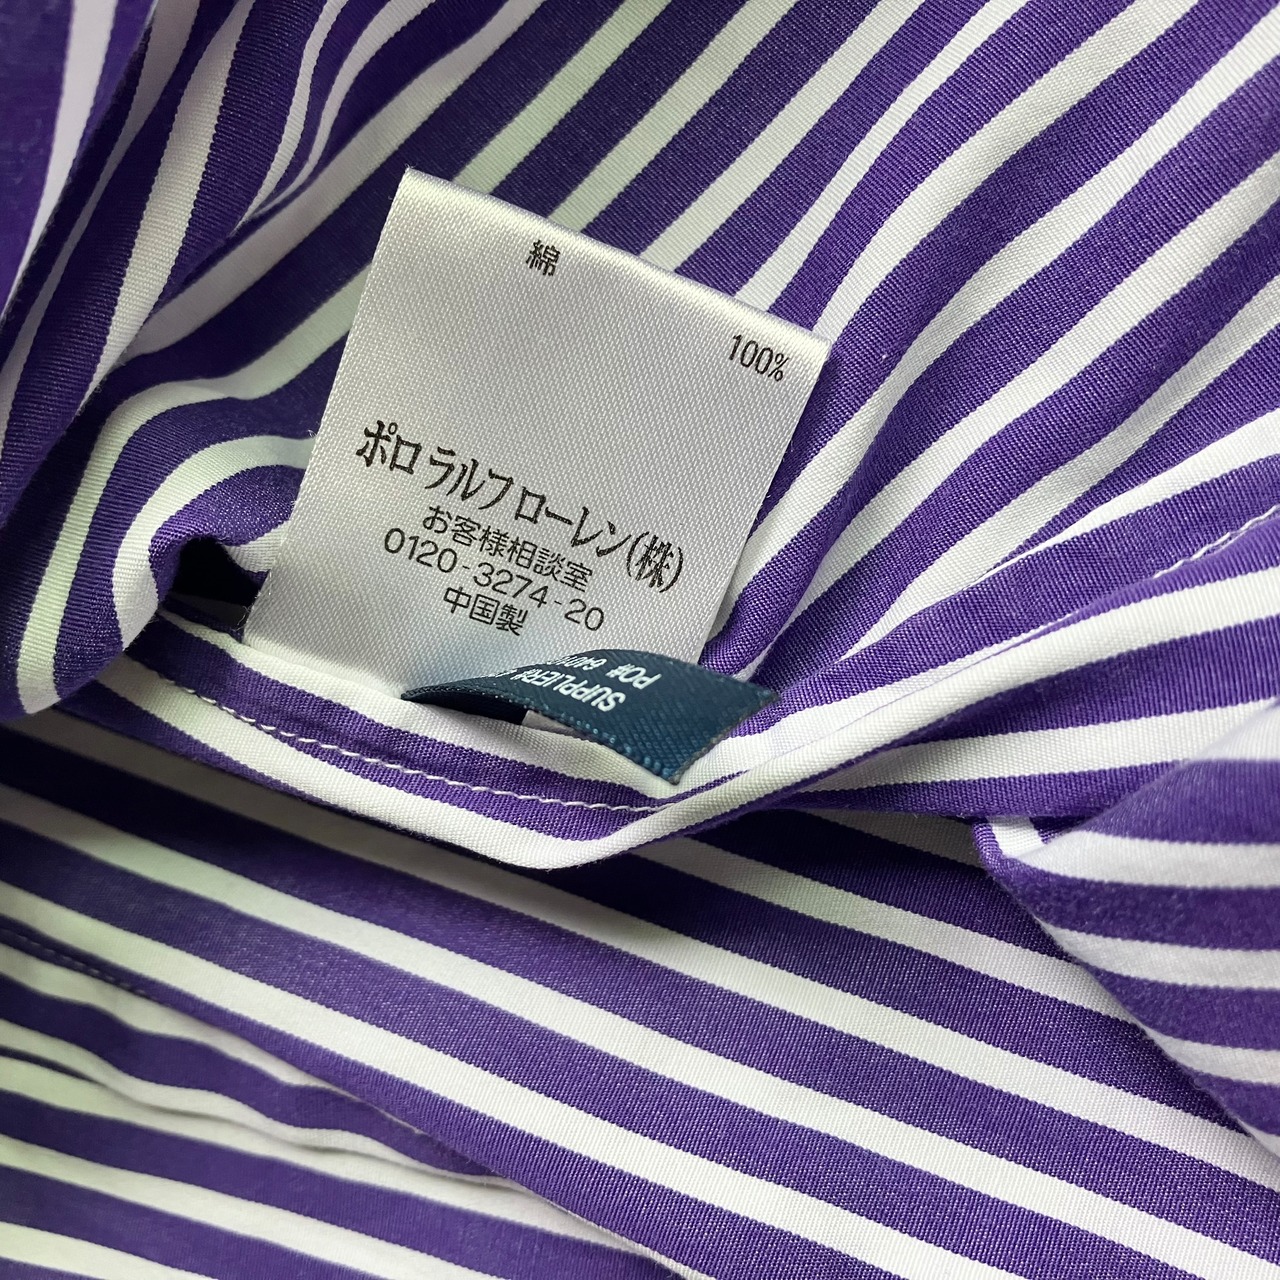 綿
100%
ポロ ラルフ ローレン(株)
お客様相談室
0120-3274-20
中国製
SUPPLIER#
PO#